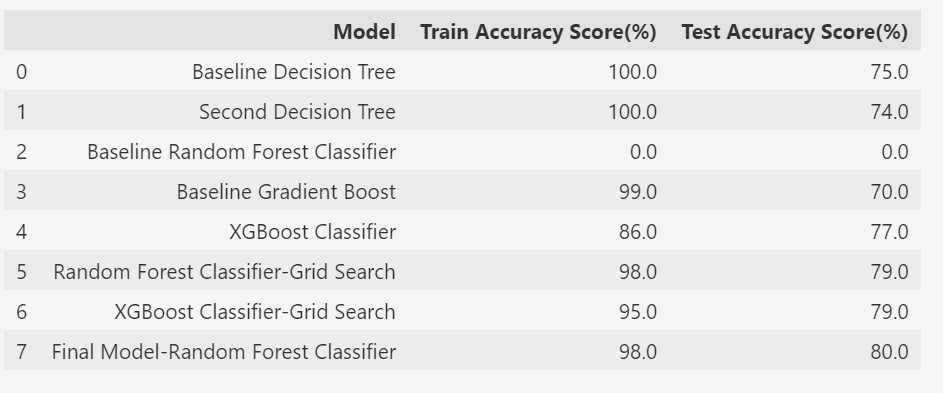 Model Train Accuracy Score(%) Test Accuracy Score(%)
0 Baseline Decision Tree 100.0 75.0
1 Second Decision Tree 100.0 74.0
2 Baseline Random Forest Classifier 0.0 0.0
3 Baseline Gradient Boost 99.0 70.0
4 XGBoost Classifier 86.0 77.0
5 Random Forest Classifier-Grid Search 98.0 79.0
6 XGBoost Classifier-Grid Search 95.0 79.0
7 Final Model-Random Forest Classifier 98.0 80.0